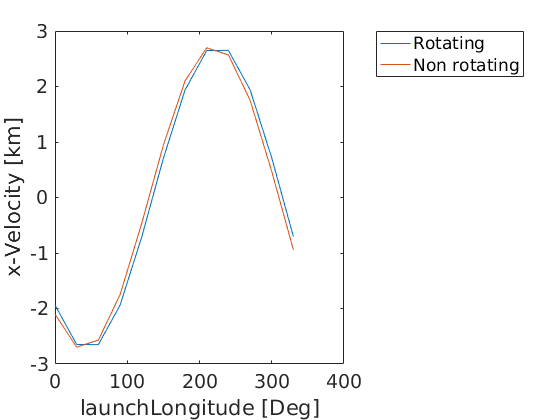 3
2
1
0
-1
-2
-3
0 100 200 300 400
x-Velocity [km]
launchLongitude [Deg]
Rotating
Non rotating